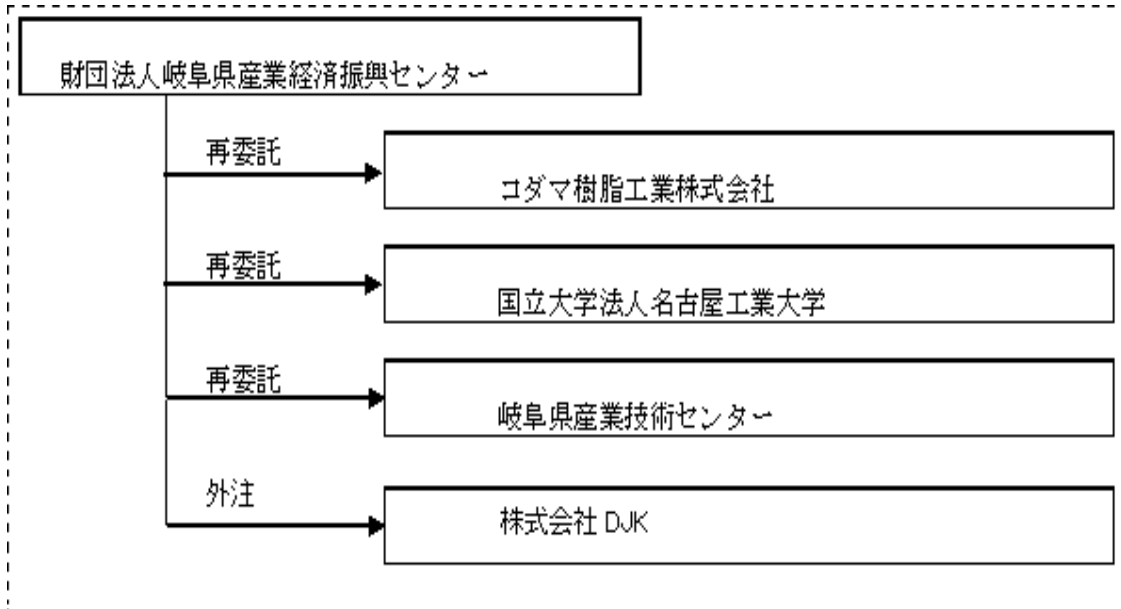 財団法人岐阜県産業経済振興センター
再委託
コダマ樹脂工業株式会社
再委託
国立大学法人名古屋工業大学
再委託
岐阜県産業技術センター
外注
株式会社 DJK